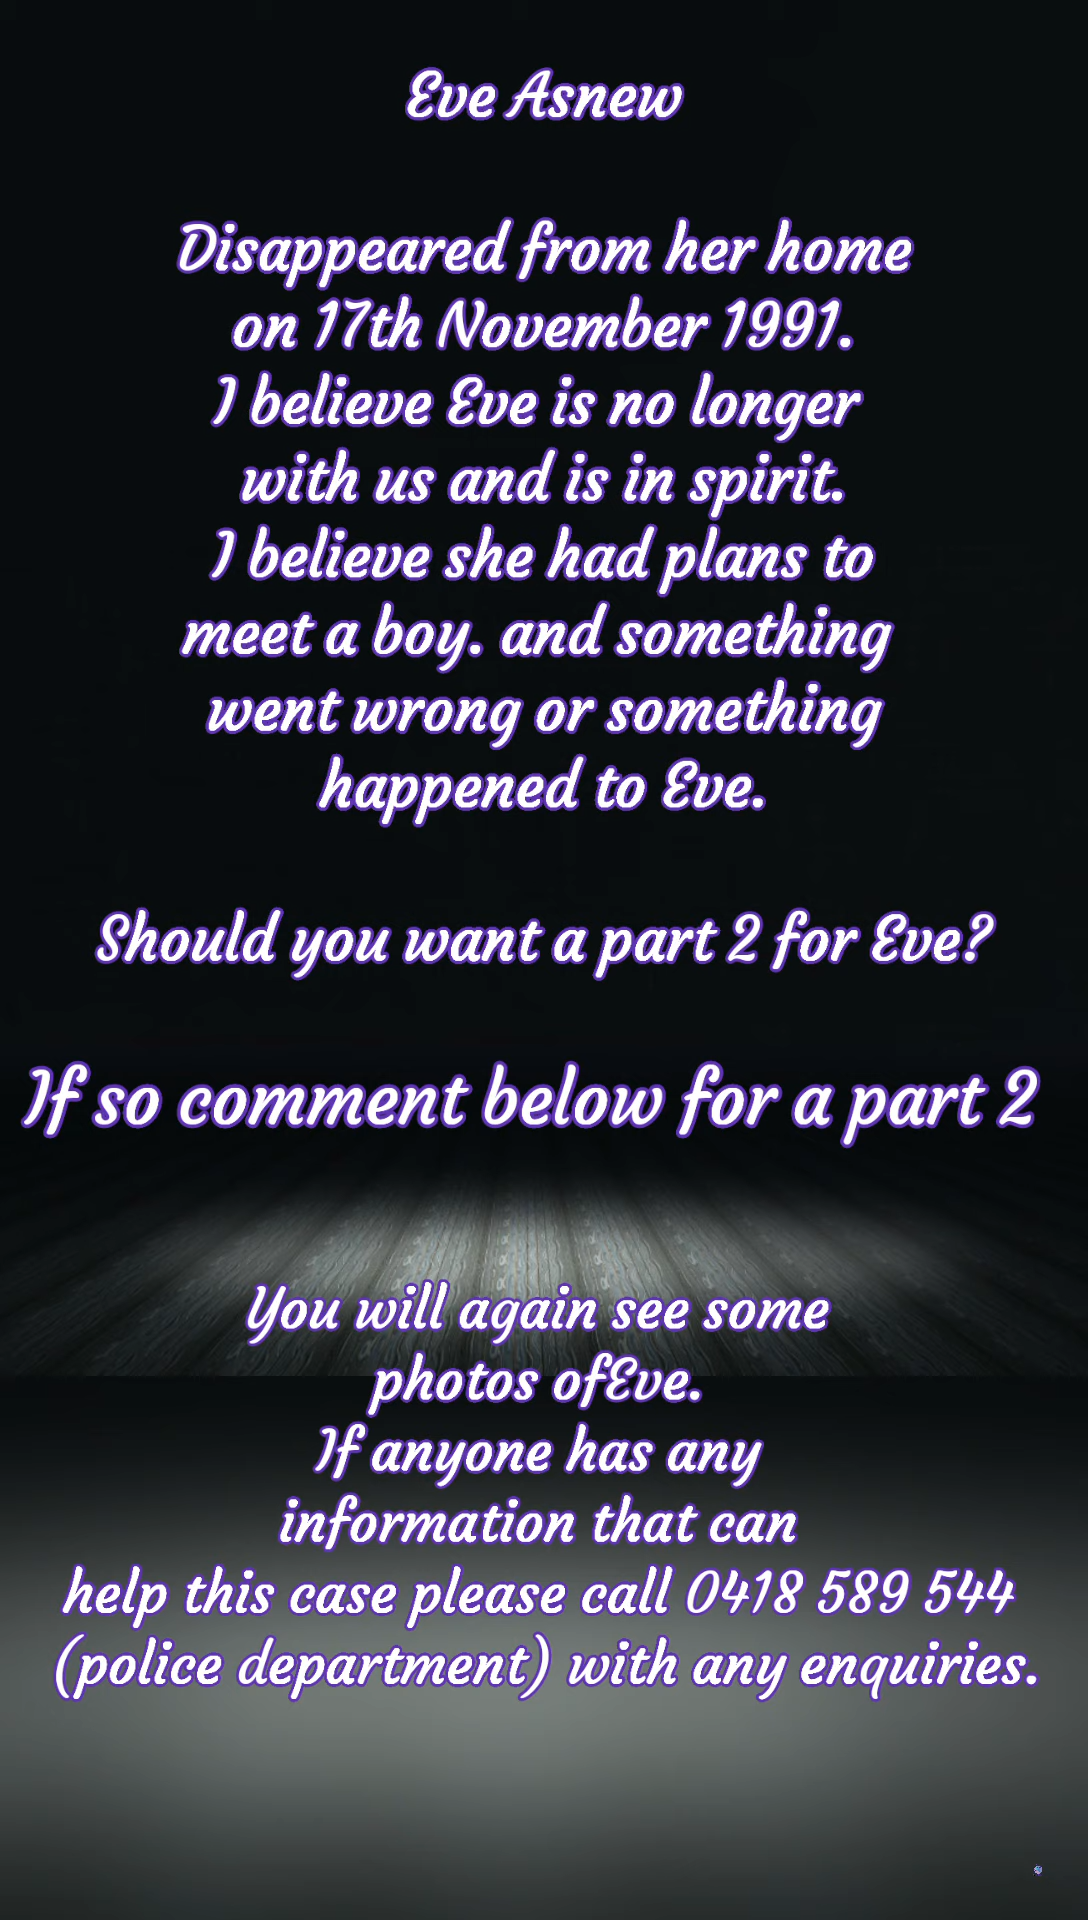 Eve Asnew
Disappeared from her home
on 17th November 1991.
I believe Eve is no longer
with us and is in spirit.
I believe she had plans to
meet a boy. and something
went wrong or something
happened to Eve.
Should you want a part 2 for Eve?
If so comment below for a part 2
You will again see some
photos ofEve.
If anyone has any
information that can
help this case please call 0418 589 544
(police department) with any enquiries.